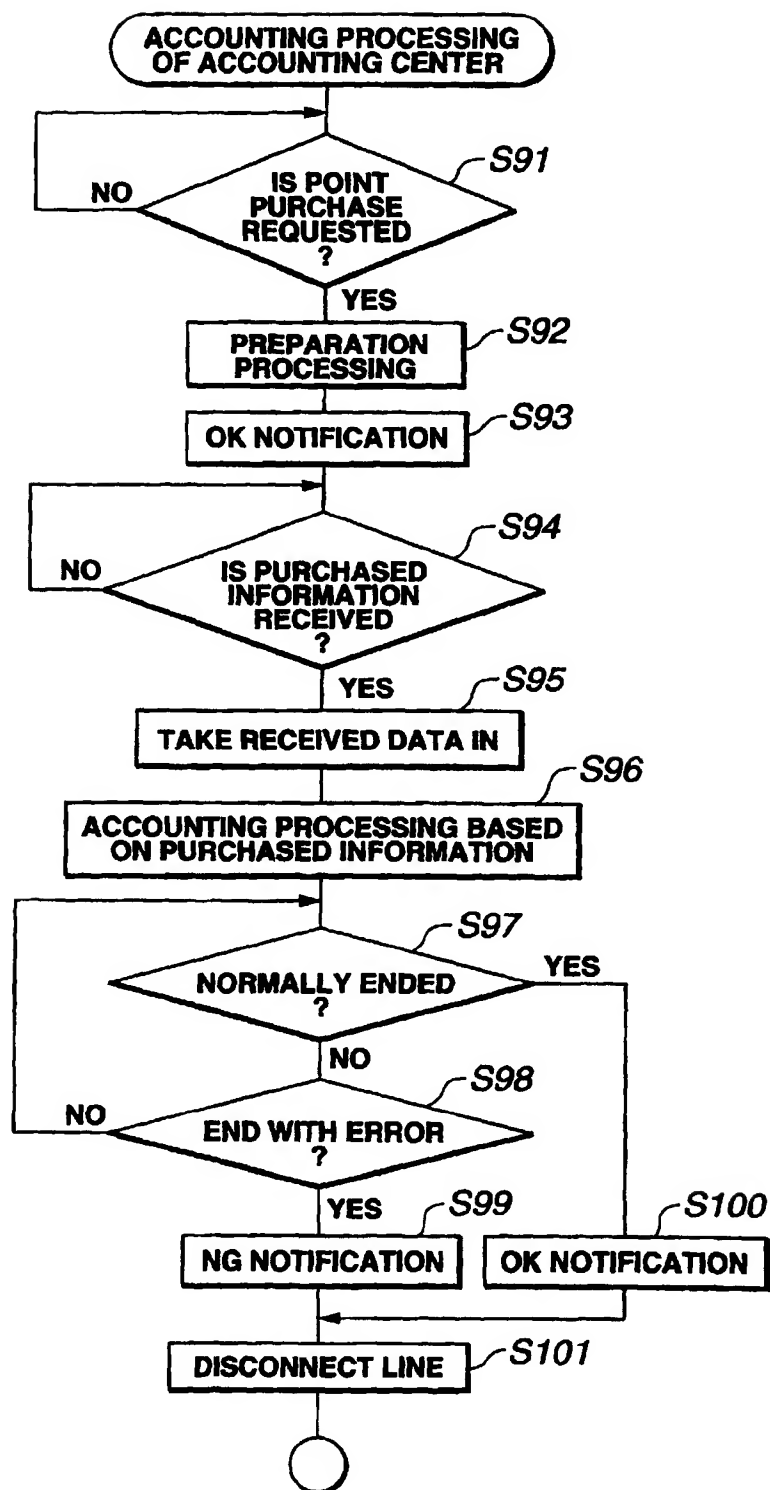 ACCOUNTING PROCESSING
OF ACCOUNTING CENTER
S91
NO
IS POINT
PURCHASE
REQUESTED
?
YES
S92
PREPARATION
PROCESSING
S93
OK NOTIFICATION
S94
NO
IS PURCHASED
INFORMATION
RECEIVED
?
YES
S95
TAKE RECEIVED DATA IN
S96
ACCOUNTING PROCESSING BASED
ON PURCHASED INFORMATION
S97
NORMALLY ENDED
?
YES
NO
S98
NO
END WITH ERROR
?
YES
S99
S100
NG NOTIFICATION
OK NOTIFICATION
S101
DISCONNECT LINE